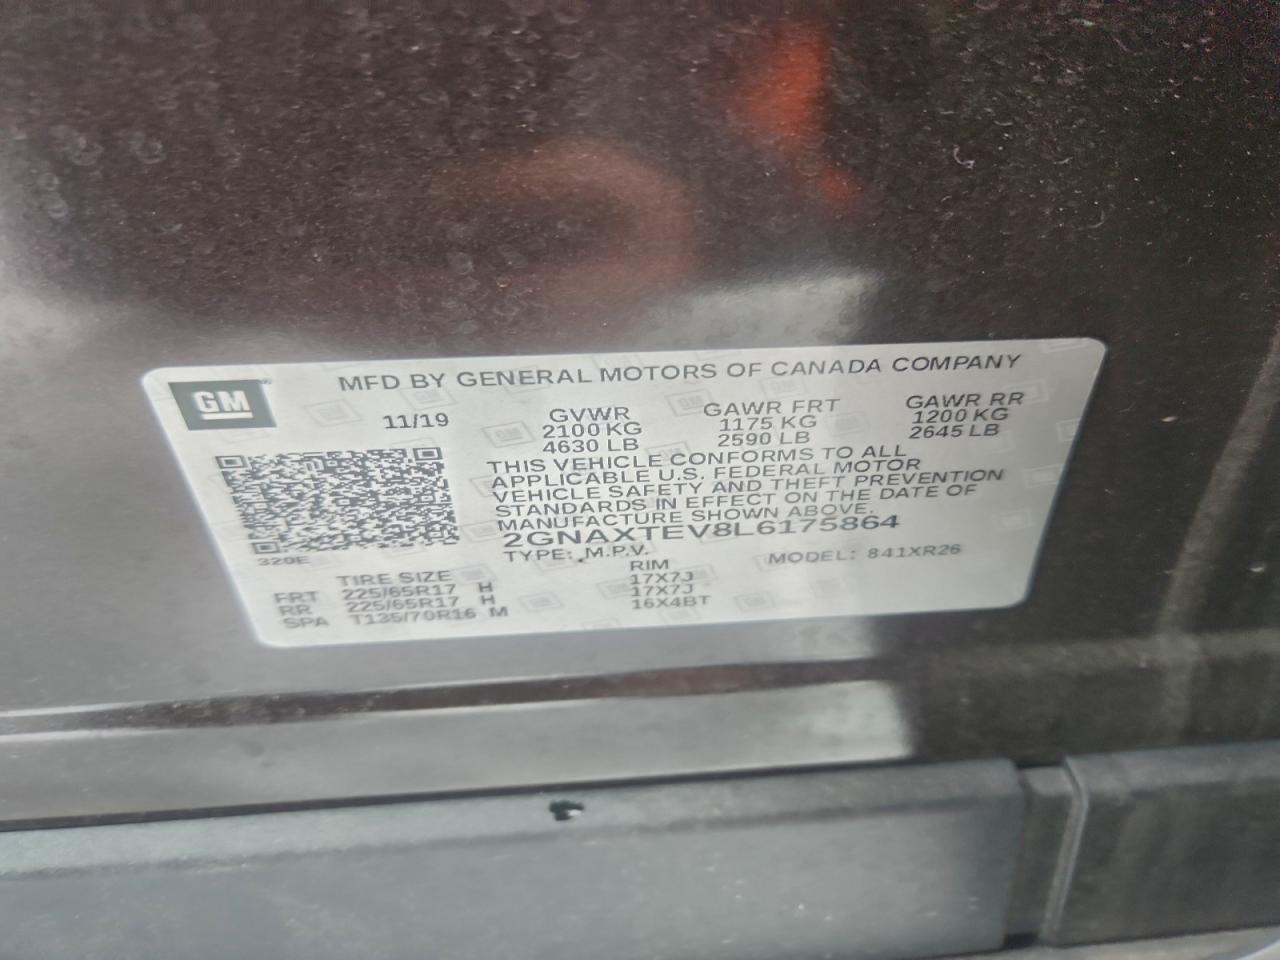 GM
MFD BY GENERAL MOTORS OF CANADA COMPANY
11/19 GVWR GAWR FRT GAWR RR
2100 KG 1175 KG 1200 KG
4630 LB 2590 LB 2645 LB
THIS VEHICLE CONFORMS TO ALL
APPLICABLE U.S. FEDERAL MOTOR
VEHICLE SAFETY AND THEFT PREVENTION
STANDARDS IN EFFECT ON THE DATE OF
MANUFACTURE SHOWN ABOVE.
2GNAXTEV8L6175864
TYPE: M.P.V. MODEL: 841XR26
320E
TIRE SIZE RIM
FRT 225/65R17 H 17X7J
RR 225/65R17 H 17X7J
SPA T135/70R16 M 16X4BT